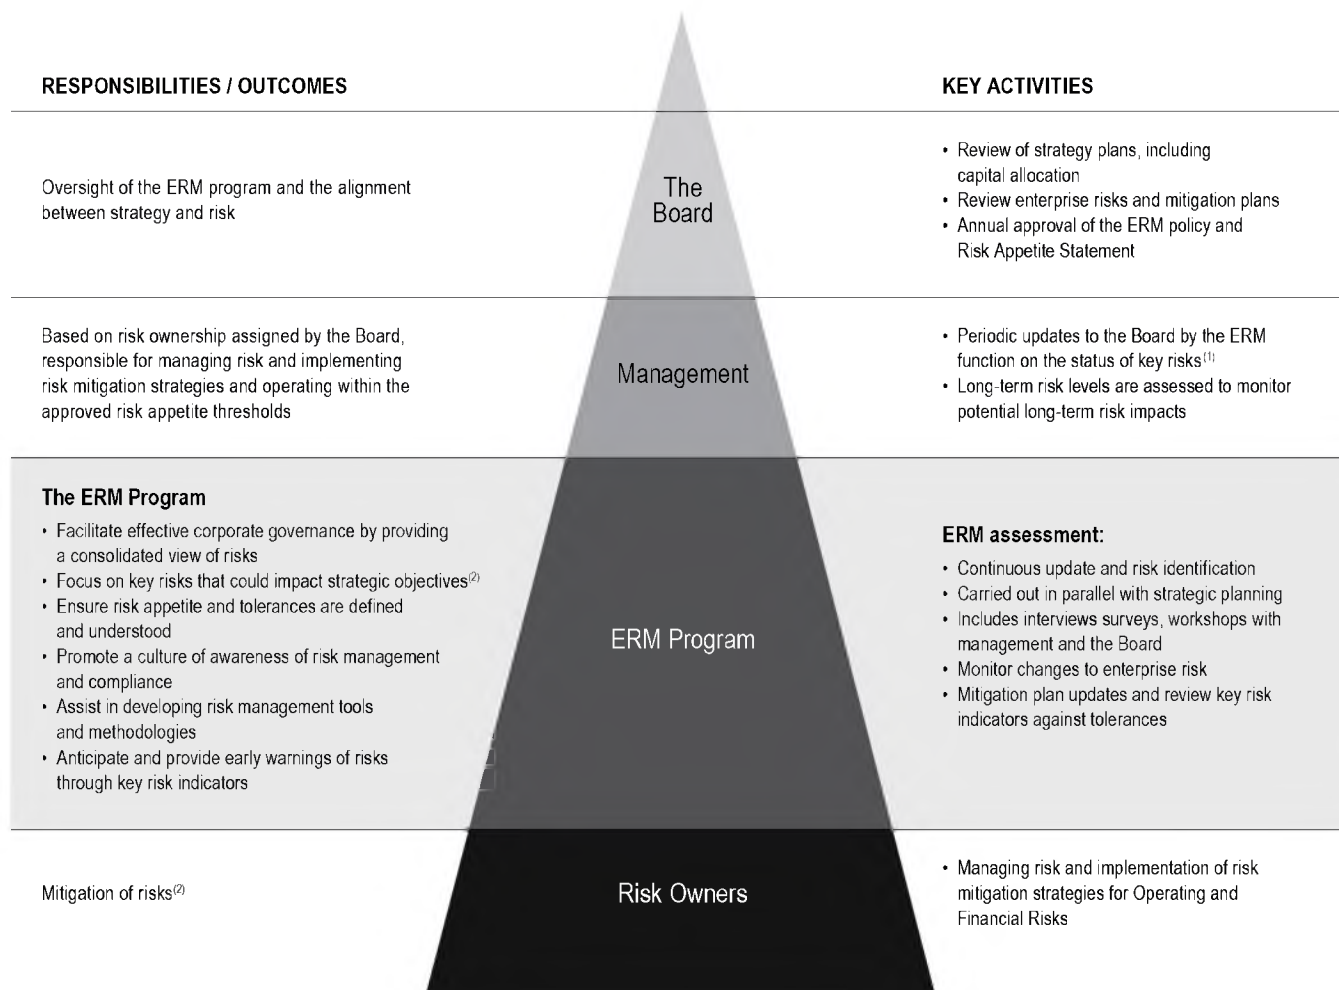 RESPONSIBILITIES / OUTCOMES
KEY ACTIVITIES
Oversight of the ERM program and the alignment
between strategy and risk
The
Board
• Review of strategy plans, including
capital allocation
• Review enterprise risks and mitigation plans
• Annual approval of the ERM policy and
Risk Appetite Statement
Based on risk ownership assigned by the Board,
responsible for managing risk and implementing
risk mitigation strategies and operating within the
approved risk appetite thresholds
Management
• Periodic updates to the Board by the ERM
function on the status of key risks(1)
• Long-term risk levels are assessed to monitor
potential long-term risk impacts
The ERM Program
• Facilitate effective corporate governance by providing
a consolidated view of risks
• Focus on key risks that could impact strategic objectives(2)
• Ensure risk appetite and tolerances are defined
and understood
• Promote a culture of awareness of risk management
and compliance
• Assist in developing risk management tools
and methodologies
• Anticipate and provide early warnings of risks
through key risk indicators
ERM Program
ERM assessment:
• Continuous update and risk identification
• Carried out in parallel with strategic planning
• Includes interviews surveys, workshops with
management and the Board
• Monitor changes to enterprise risk
• Mitigation plan updates and review key risk
indicators against tolerances
Mitigation of risks(2)
Risk Owners
• Managing risk and implementation of risk
mitigation strategies for Operating and
Financial Risks